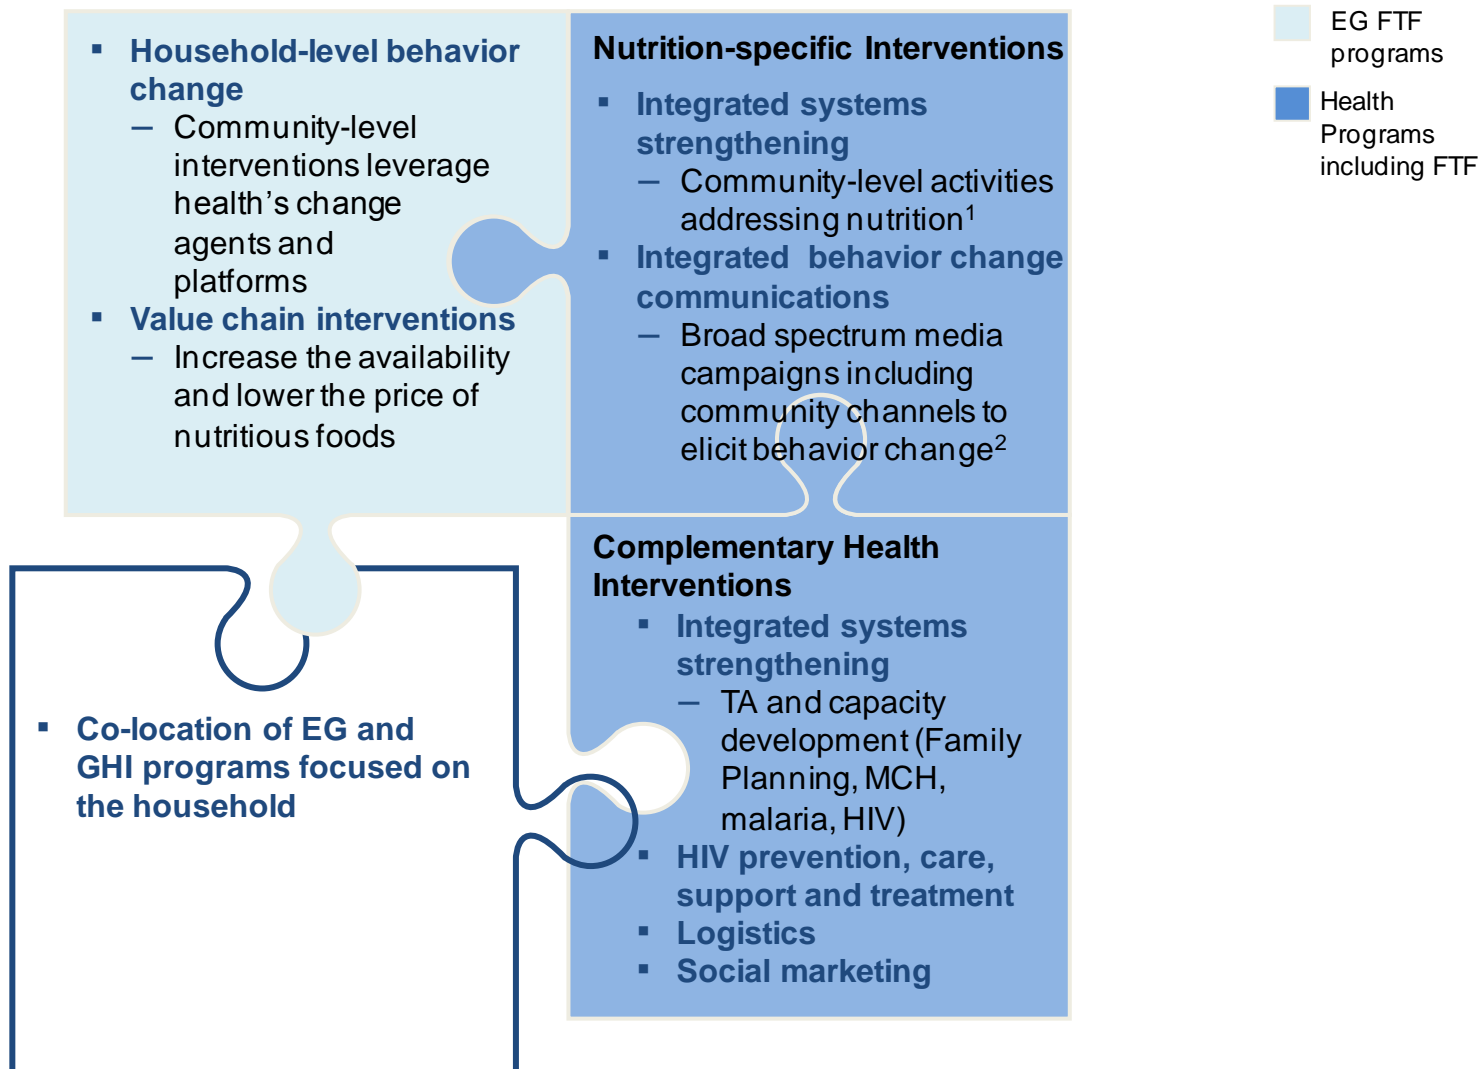 ▪ Household-level behavior
change
– Community-level
interventions leverage
health’s change
agents and
platforms
▪ Value chain interventions
– Increase the availability
and lower the price of
nutritious foods
Nutrition-specific Interventions
▪ Integrated systems
strengthening
– Community-level activities
addressing nutrition1
▪ Integrated behavior change
communications
– Broad spectrum media
campaigns including
community channels to
elicit behavior change2
EG FTF
programs
Health
Programs
including FTF
▪ Co-location of EG and
GHI programs focused on
the household
Complementary Health
Interventions
▪ Integrated systems
strengthening
– TA and capacity
development (Family
Planning, MCH,
malaria, HIV)
▪ HIV prevention, care,
support and treatment
▪ Logistics
▪ Social marketing